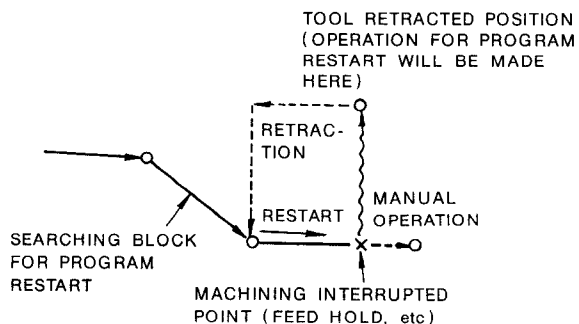 TOOL RETRACTED POSITION
(OPERATION FOR PROGRAM
RESTART WILL BE MADE
HERE)
RETRAC-
TION
MANUAL
OPERATION
RESTART
SEARCHING BLOCK
FOR PROGRAM
RESTART
MACHINING INTERRUPTED
POINT (FEED HOLD, etc)